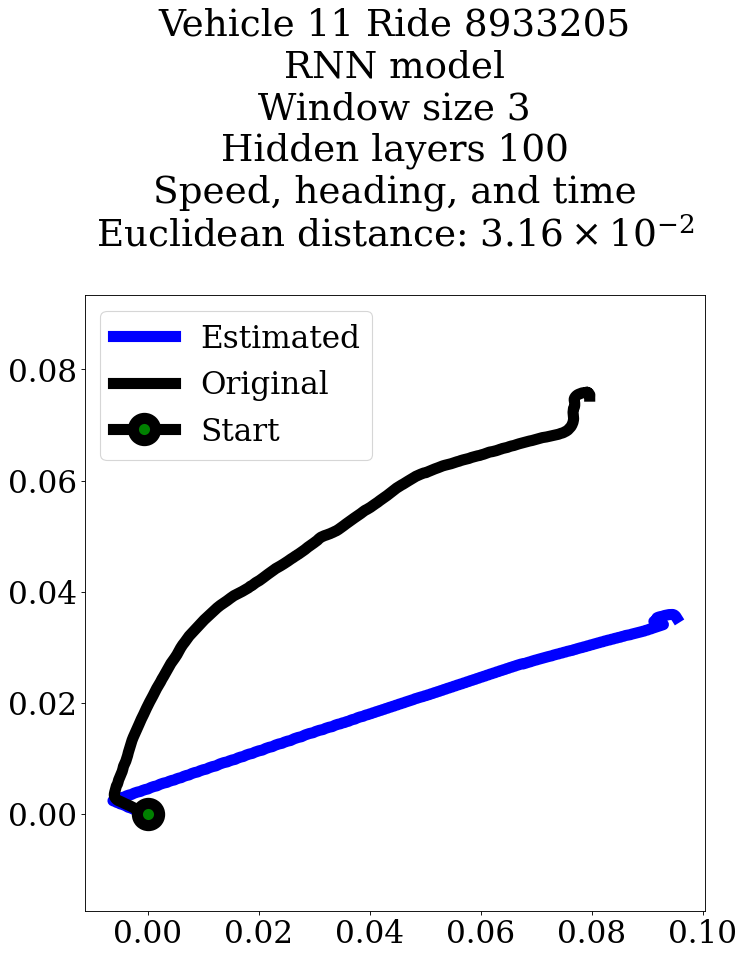 Vehicle 11 Ride 8933205
RNN model
Window size 3
Hidden layers 100
Speed, heading, and time
Euclidean distance: 3.16 × 10⁻²
Estimated
Original
Start
0.08
0.06
0.04
0.02
0.00
0.00 0.02 0.04 0.06 0.08 0.10